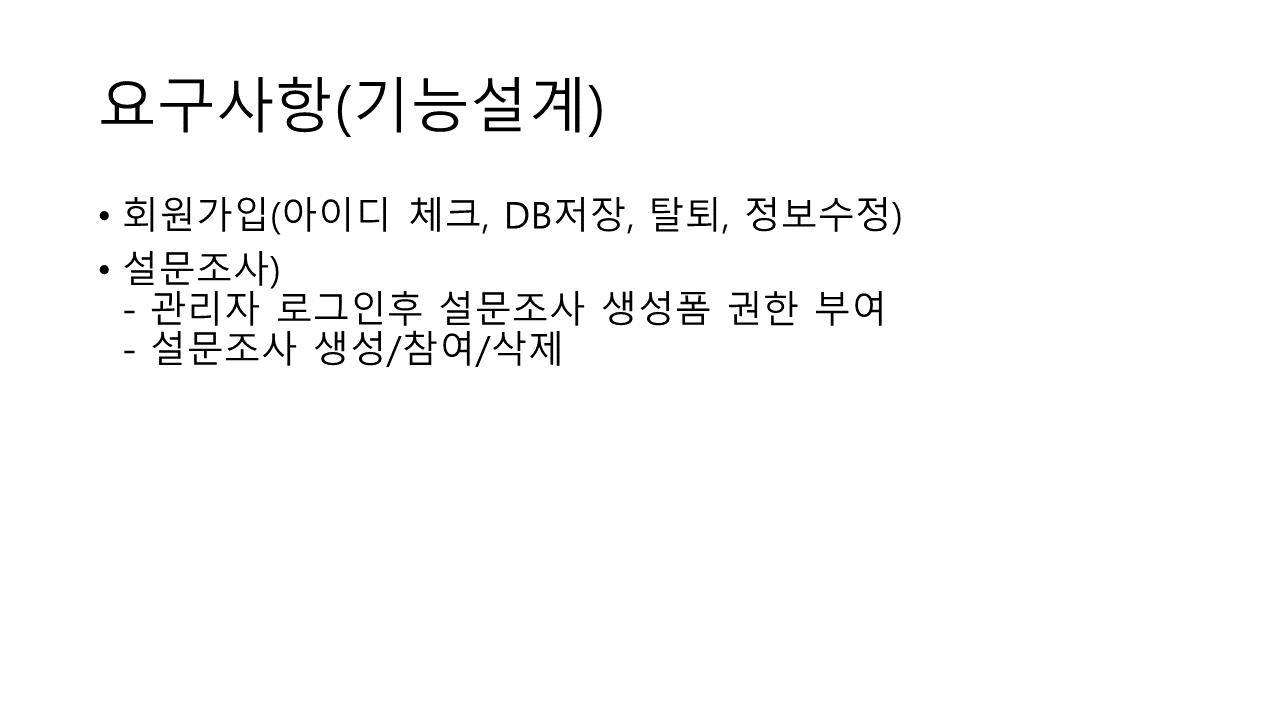 요구사항(기능설계)
• 회원가입(아이디 체크, DB저장, 탈퇴, 정보수정)
• 설문조사)
- 관리자 로그인후 설문조사 생성폼 권한 부여
- 설문조사 생성/참여/삭제